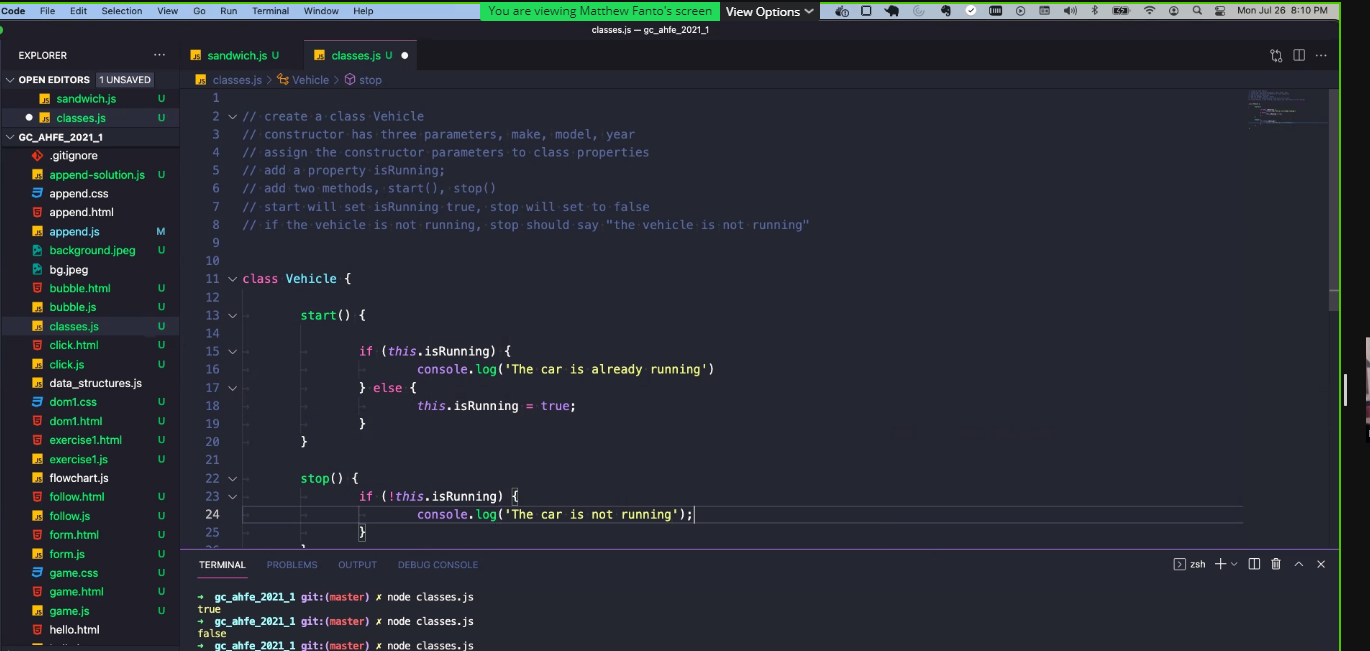 Code File Edit Selection View Go Run Terminal Window Help You are viewing Matthew Fanto's screen View Options Mon Jul 26 8:10 PM
classes.js — gc_ahfe_2021_1
EXPLORER ... sandwich.js U classes.js U
OPEN EDITORS 1 UNSAVED classes.js > Vehicle > stop
sandwich.js U
classes.js U
GC_AHFE_2021_1
.gitignore
append-solution.js U
append.css
append.html
append.js M
background.jpeg U
bg.jpeg
bubble.html U
bubble.js U
classes.js U
click.html U
click.js U
data_structures.js
dom1.css U
dom1.html U
exercise1.html U
exercise1.js U
flowchart.js
follow.html U
follow.js U
form.html U
form.js U
game.css U
game.html U
game.js U
hello.html
1
2 // create a class Vehicle
3 // constructor has three parameters, make, model, year
4 // assign the constructor parameters to class properties
5 // add a property isRunning;
6 // add two methods, start(), stop()
7 // start will set isRunning true, stop will set to false
8 // if the vehicle is not running, stop should say "the vehicle is not running"
9
10
11 class Vehicle {
12
13 start() {
14
15 if (this.isRunning) {
16 console.log('The car is already running')
17 } else {
18 this.isRunning = true;
19 }
20 }
21
22 stop() {
23 if (!this.isRunning) {
24 console.log('The car is not running');
25 }
TERMINAL PROBLEMS OUTPUT DEBUG CONSOLE zsh
→ gc_ahfe_2021_1 git:(master) ✗ node classes.js
true
→ gc_ahfe_2021_1 git:(master) ✗ node classes.js
false
→ gc_ahfe_2021_1 git:(master) ✗ node classes.js